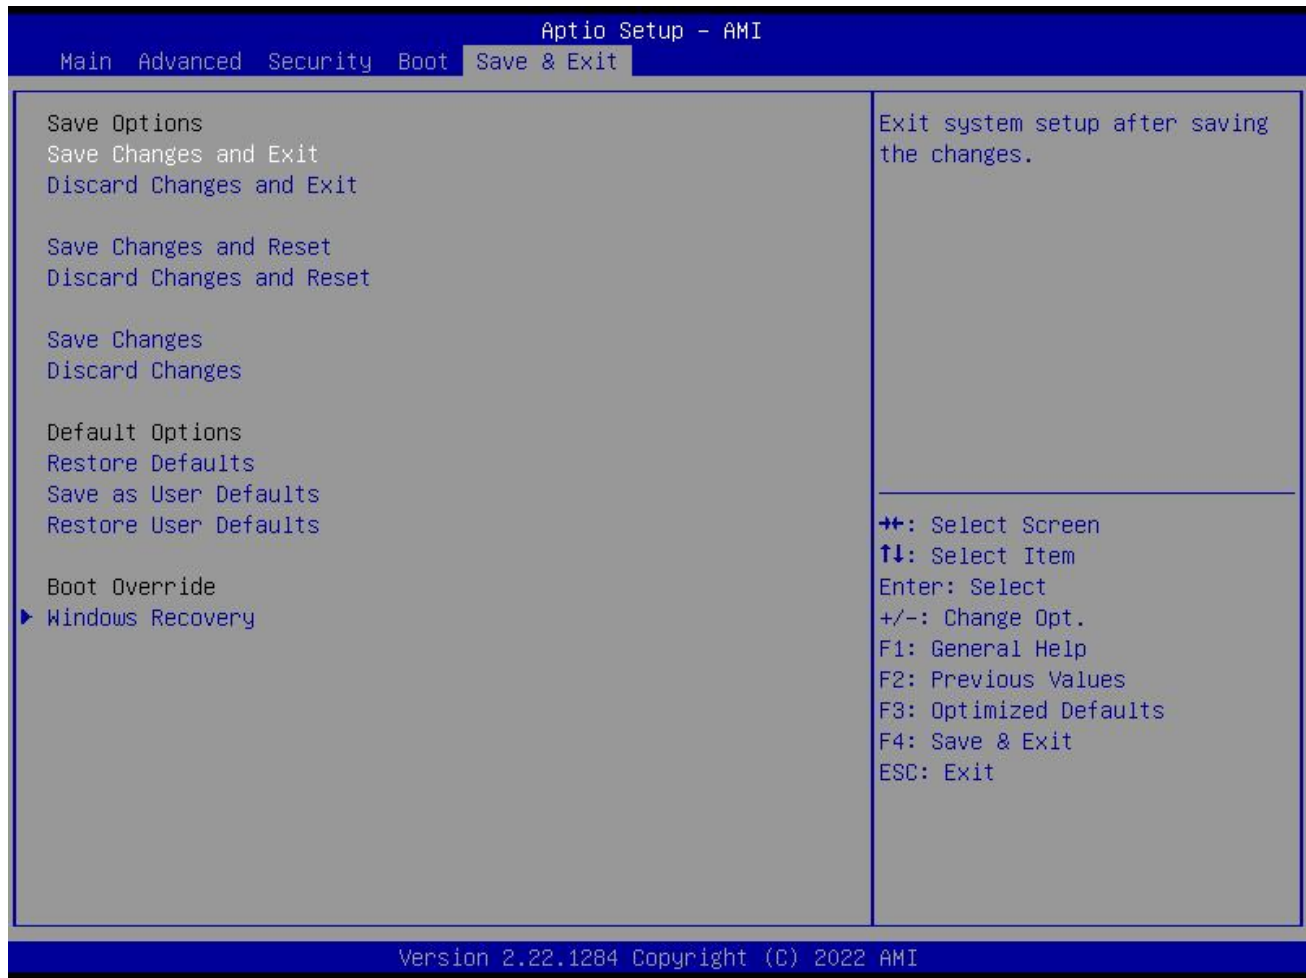 Aptio Setup – AMI
Main Advanced Security Boot Save & Exit
Save Options
Save Changes and Exit
Discard Changes and Exit
Save Changes and Reset
Discard Changes and Reset
Save Changes
Discard Changes
Default Options
Restore Defaults
Save as User Defaults
Restore User Defaults
Boot Override
▶ Windows Recovery
Exit system setup after saving
the changes.
→←: Select Screen
↑↓: Select Item
Enter: Select
+/-: Change Opt.
F1: General Help
F2: Previous Values
F3: Optimized Defaults
F4: Save & Exit
ESC: Exit
Version 2.22.1284 Copyright (C) 2022 AMI